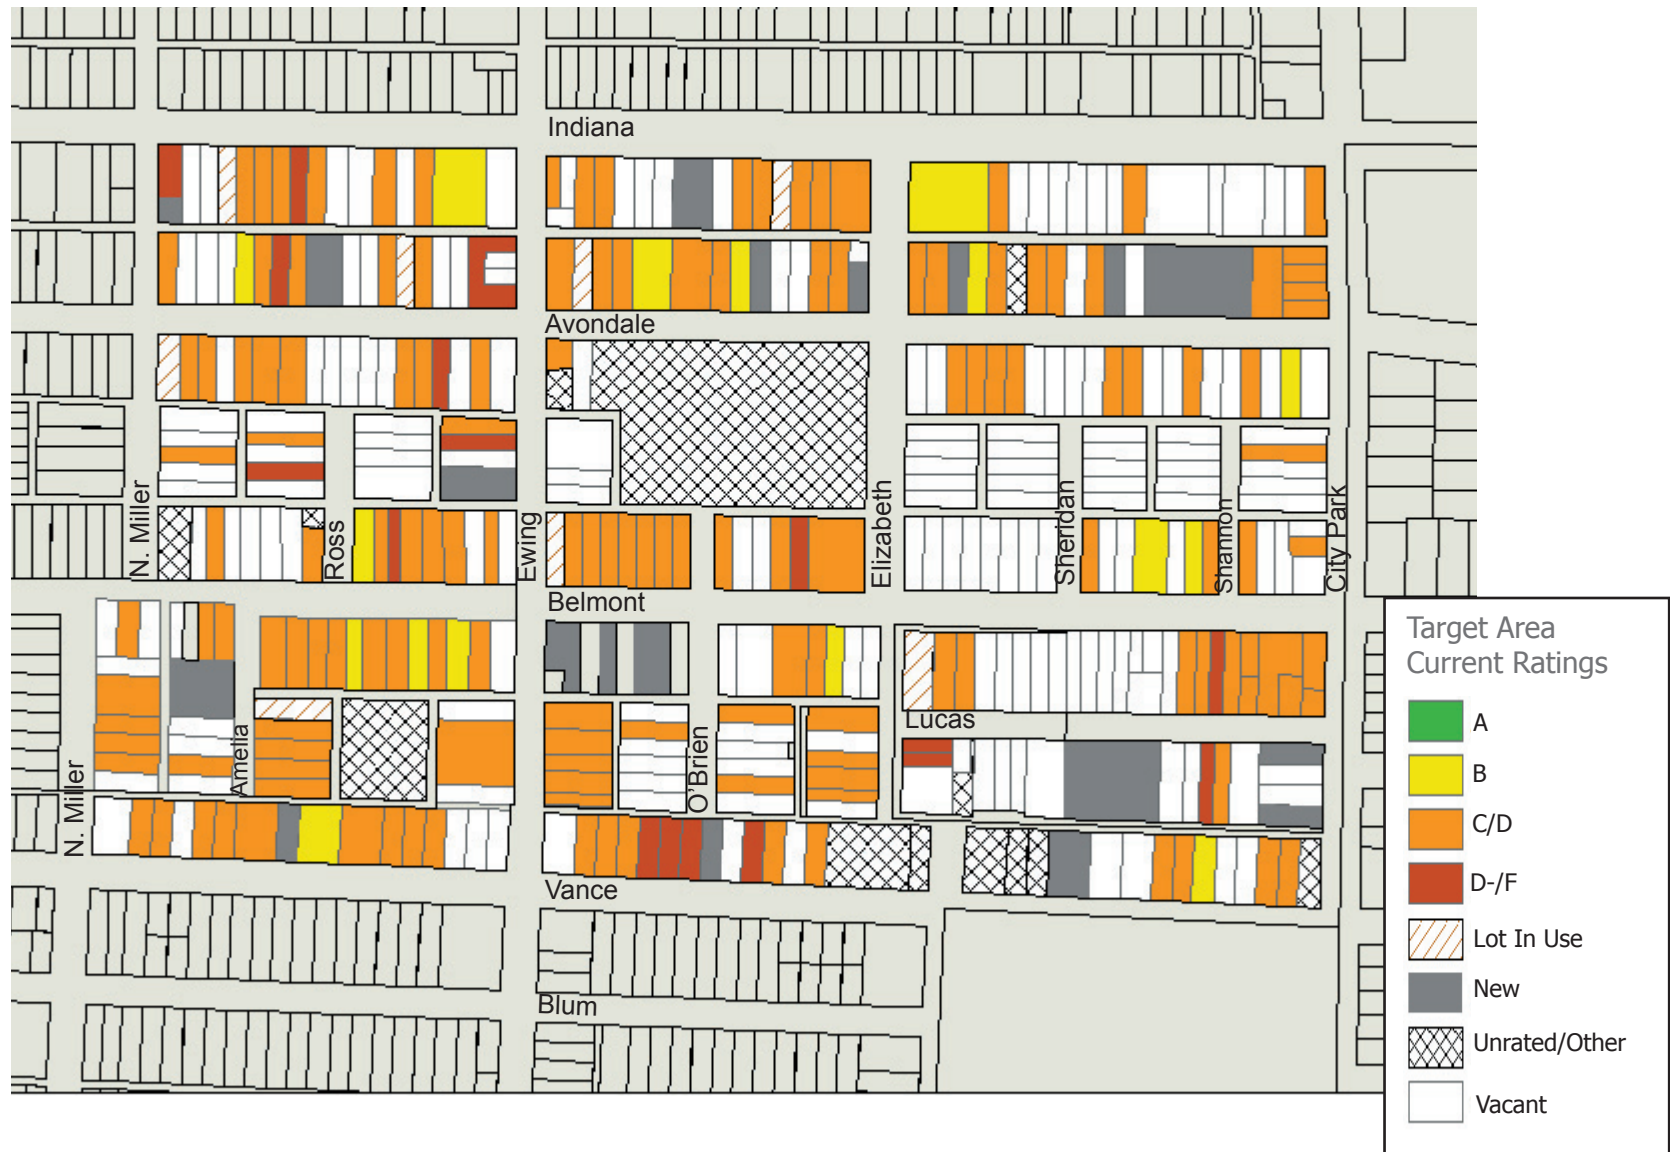 Indiana
Avondale
N. Miller
Ross
Ewing
Elizabeth
Sheridan
Shannon
City Park
Belmont
Target Area
Current Ratings
A
B
C/D
D-/F
Lot In Use
New
Unrated/Other
Vacant
Lucas
Amelia
O'Brien
N. Miller
Vance
Blum